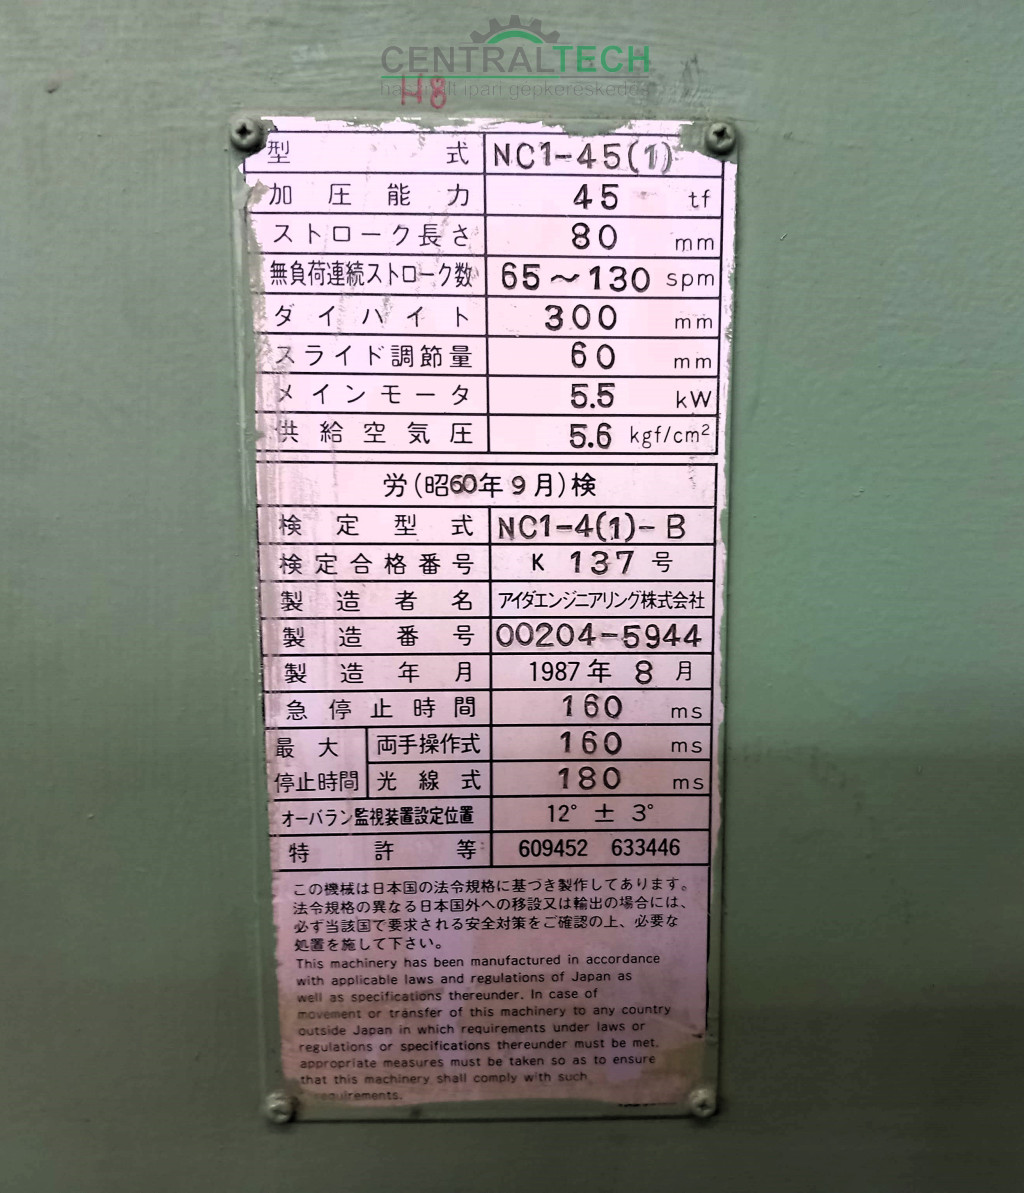 CENTRALTECH
H8
型式 NC1-45(1)
加圧能力 45 tf
ストローク長さ 80 mm
無負荷連続ストローク数 65～130 spm
ダイハイト 300 mm
スライド調節量 60 mm
メインモータ 5.5 kW
供給空気圧 5.6 kgf/cm²
労(昭60年9月)検
検定型式 NC1-4(1)-B
検定合格番号 K 137 号
製造者名 アイダエンジニアリング株式会社
製造番号 00204-5944
製造年月 1987年 8月
急停止時間 160 ms
最大停止時間 両手操作式 160 ms
光線式 180 ms
オーバラン監視装置設定位置 12° ± 3°
特許等 609452 633446
この機械は日本国の法令規格に基づき製作してあります。
法令規格の異なる日本国外への移設又は輸出の場合には、
必ず当該国で要求される安全対策をご確認の上、必要な
処置を施して下さい。
This machinery has been manufactured in accordance
with applicable laws and regulations of Japan as
well as specifications thereunder. In case of
movement or transfer of this machinery to any country
outside Japan in which requirements under laws or
regulations or specifications thereunder must be met,
appropriate measures must be taken so as to ensure
that this machinery shall comply with such
requirements.